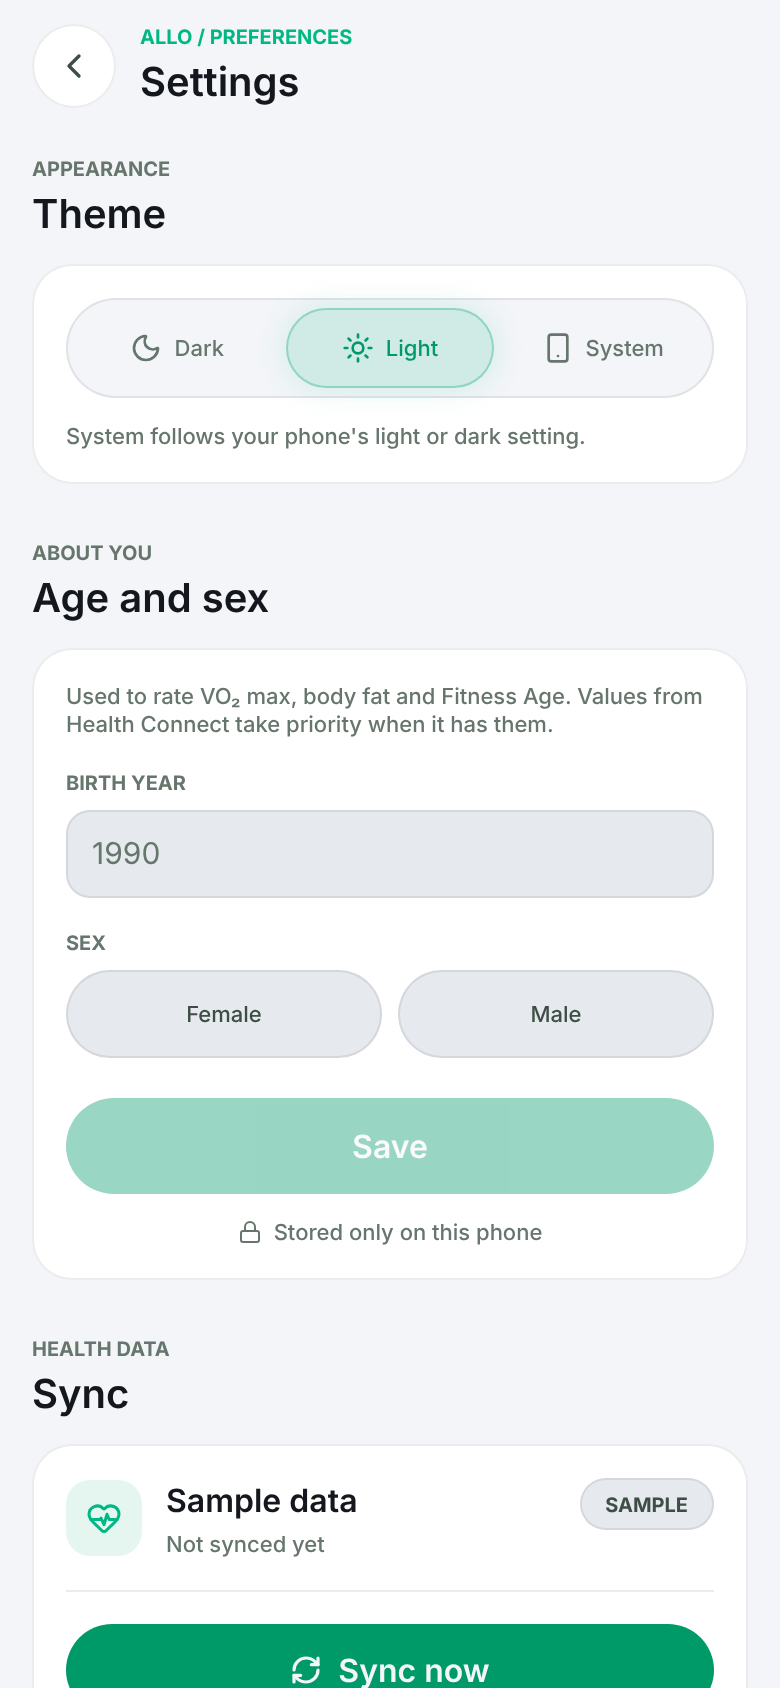 ALLO / PREFERENCES
Settings
APPEARANCE
Theme
Dark
Light
System
System follows your phone's light or dark setting.
ABOUT YOU
Age and sex
Used to rate VO₂ max, body fat and Fitness Age. Values from
Health Connect take priority when it has them.
BIRTH YEAR
1990
SEX
Female
Male
Save
Stored only on this phone
HEALTH DATA
Sync
Sample data
SAMPLE
Not synced yet
Sync now